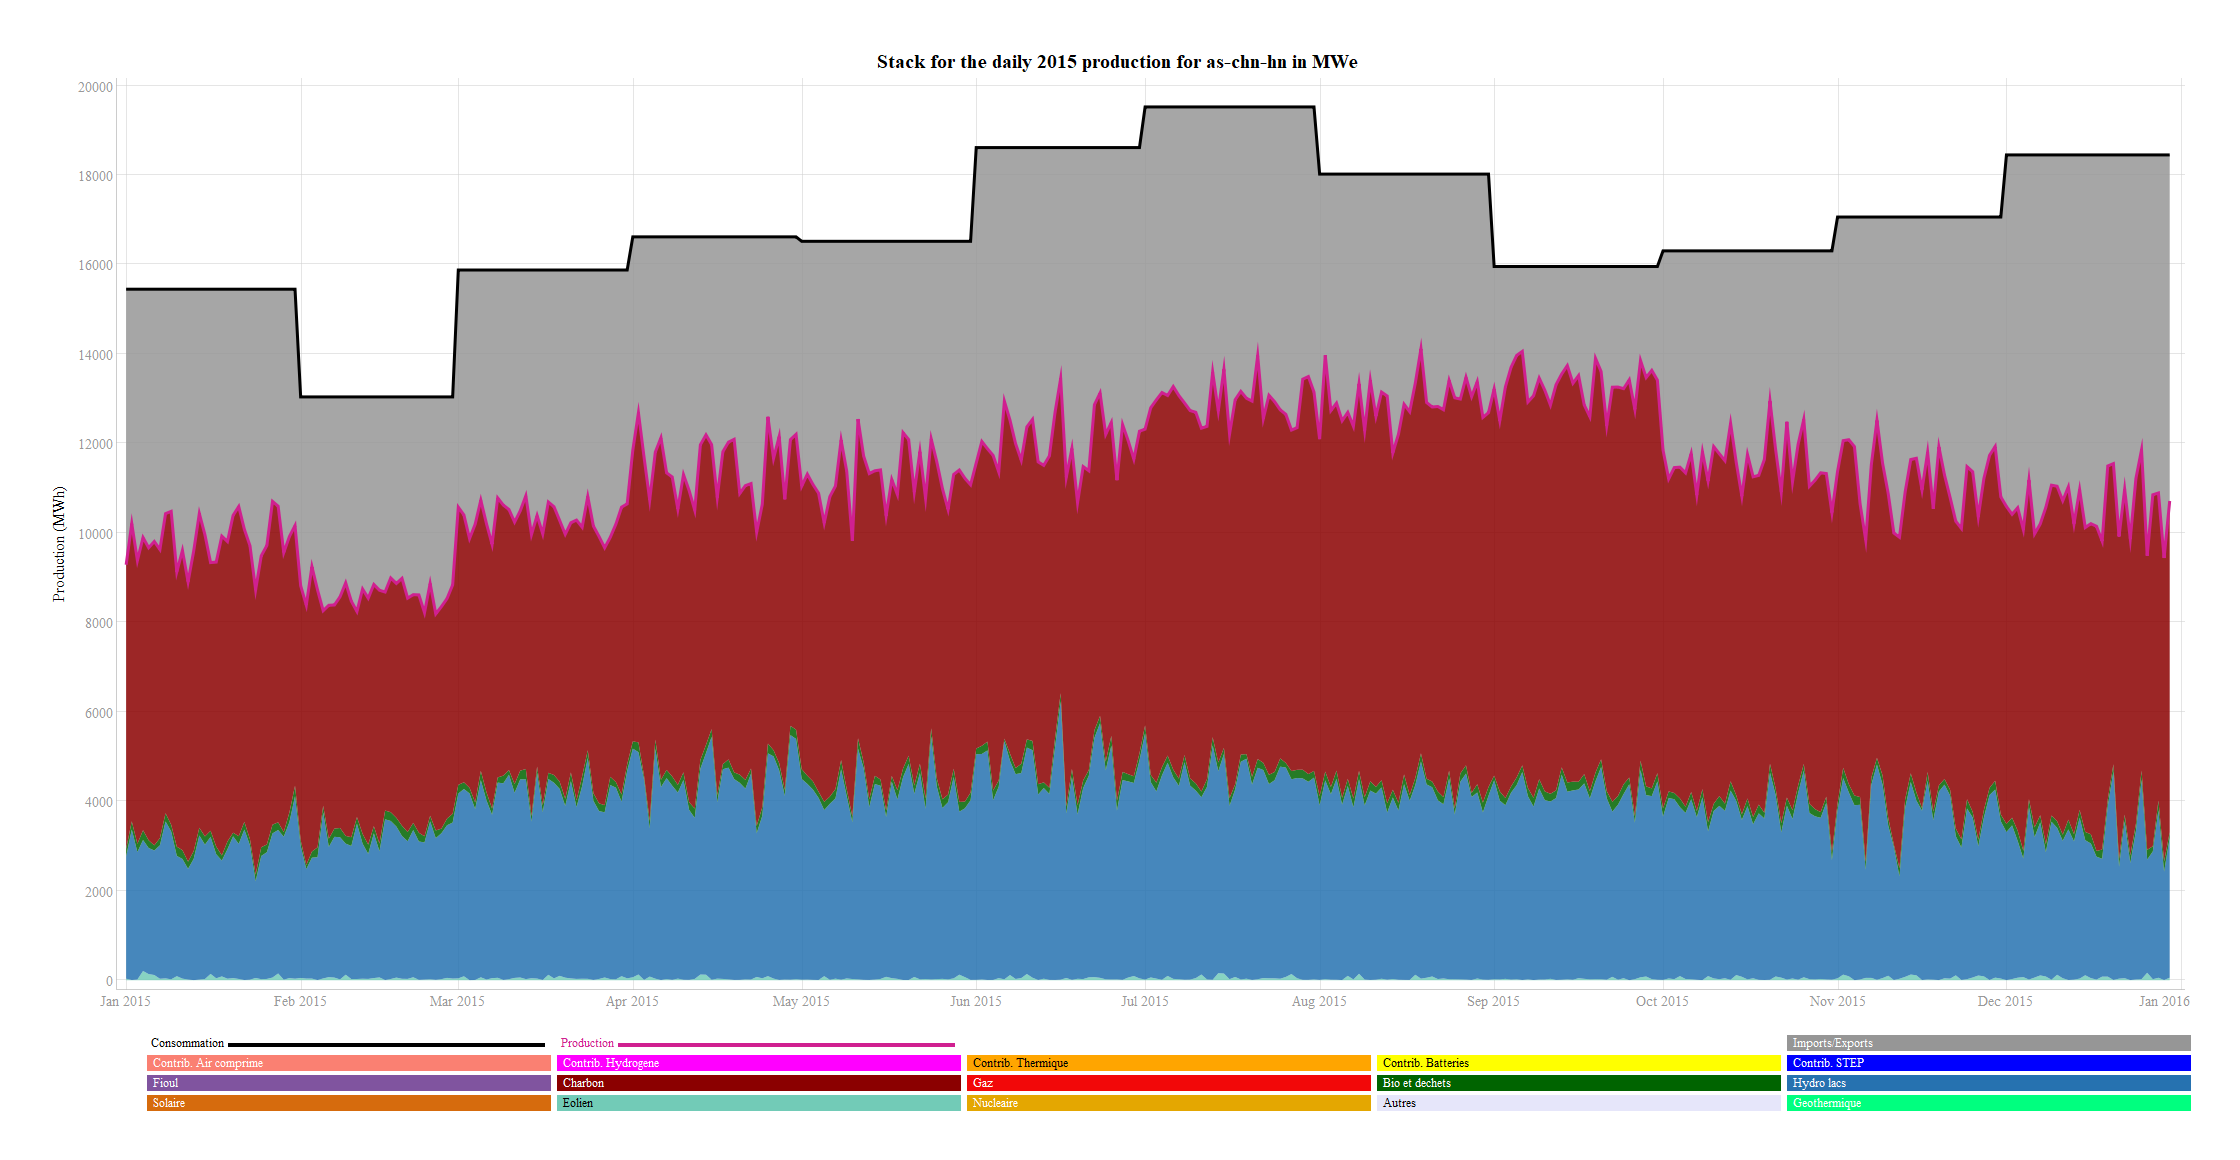 Stack for the daily 2015 production for as-chn-hn in MWe
20000
18000
16000
14000
12000
10000
8000
6000
4000
2000
0
Production (MWh)
Jan 2015 Feb 2015 Mar 2015 Apr 2015 May 2015 Jun 2015 Jul 2015 Aug 2015 Sep 2015 Oct 2015 Nov 2015 Dec 2015 Jan 2016
Consommation Production Imports/Exports
Contrib. Air comprime Contrib. Hydrogene Contrib. Thermique Contrib. Batteries Contrib. STEP
Fioul Charbon Gaz Bio et dechets Hydro lacs
Solaire Eolien Nucleaire Autres Geothermique